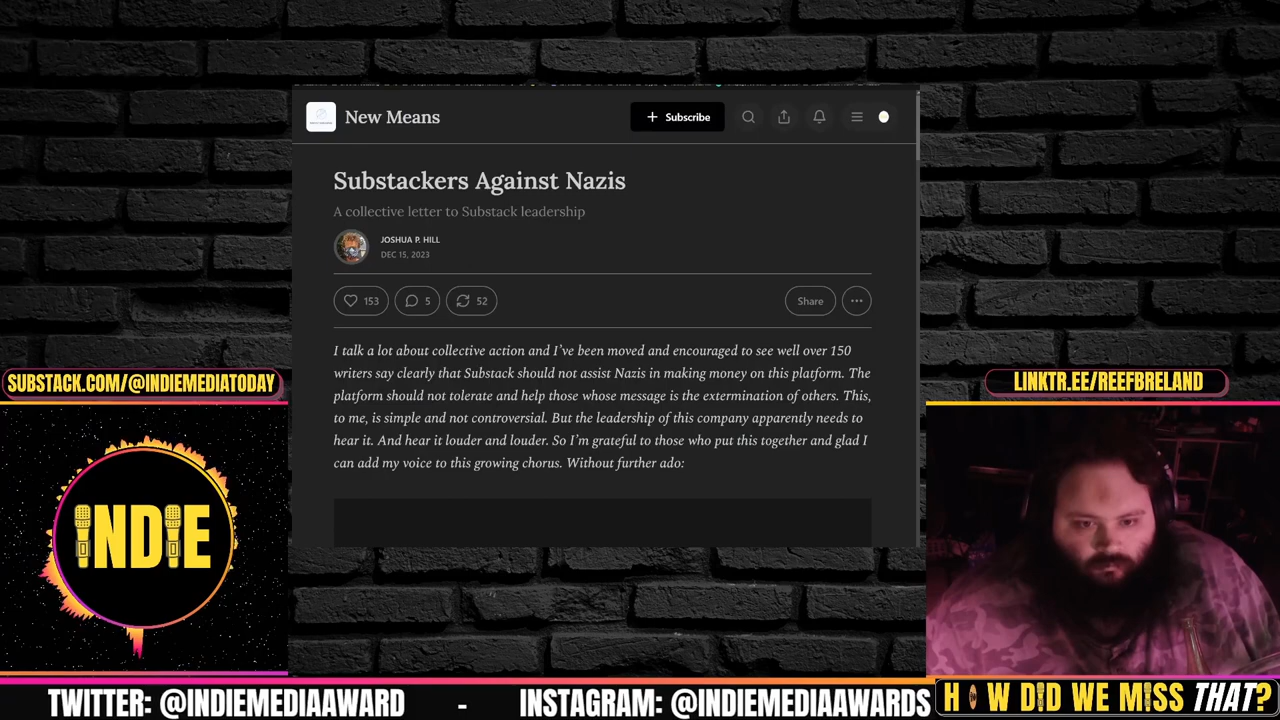 New Means
Subscribe
Substackers Against Nazis
A collective letter to Substack leadership
JOSHUA P. HILL
DEC 15, 2023
153
5
52
Share
I talk a lot about collective action and I've been moved and encouraged to see well over 150
writers say clearly that Substack should not assist Nazis in making money on this platform. The
platform should not tolerate and help those whose message is the extermination of others. This,
to me, is simple and not controversial. But the leadership of this company apparently needs to
hear it. And hear it louder and louder. So I'm grateful to those who put this together and glad I
can add my voice to this growing chorus. Without further ado:
SUBSTACK.COM/@INDIEMEDIATODAY
INDIE
LINKTR.EE/REEFBRELAND
TWITTER: @INDIEMEDIAAWARD - INSTAGRAM: @INDIEMEDIAAWARDS
HOW DID WE MISS THAT?